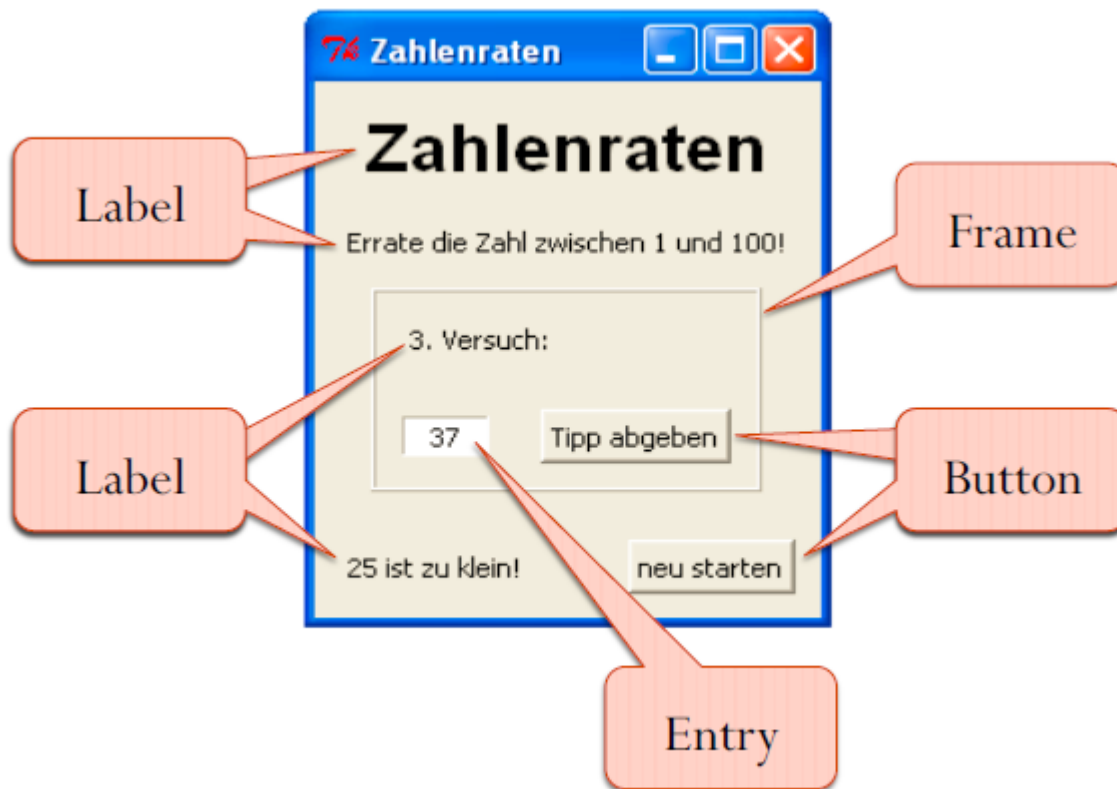 Tk Zahlenraten
Zahlenraten
Label
Errate die Zahl zwischen 1 und 100!
Frame
3. Versuch:
Label
37
Tipp abgeben
Button
25 ist zu klein!
neu starten
Entry